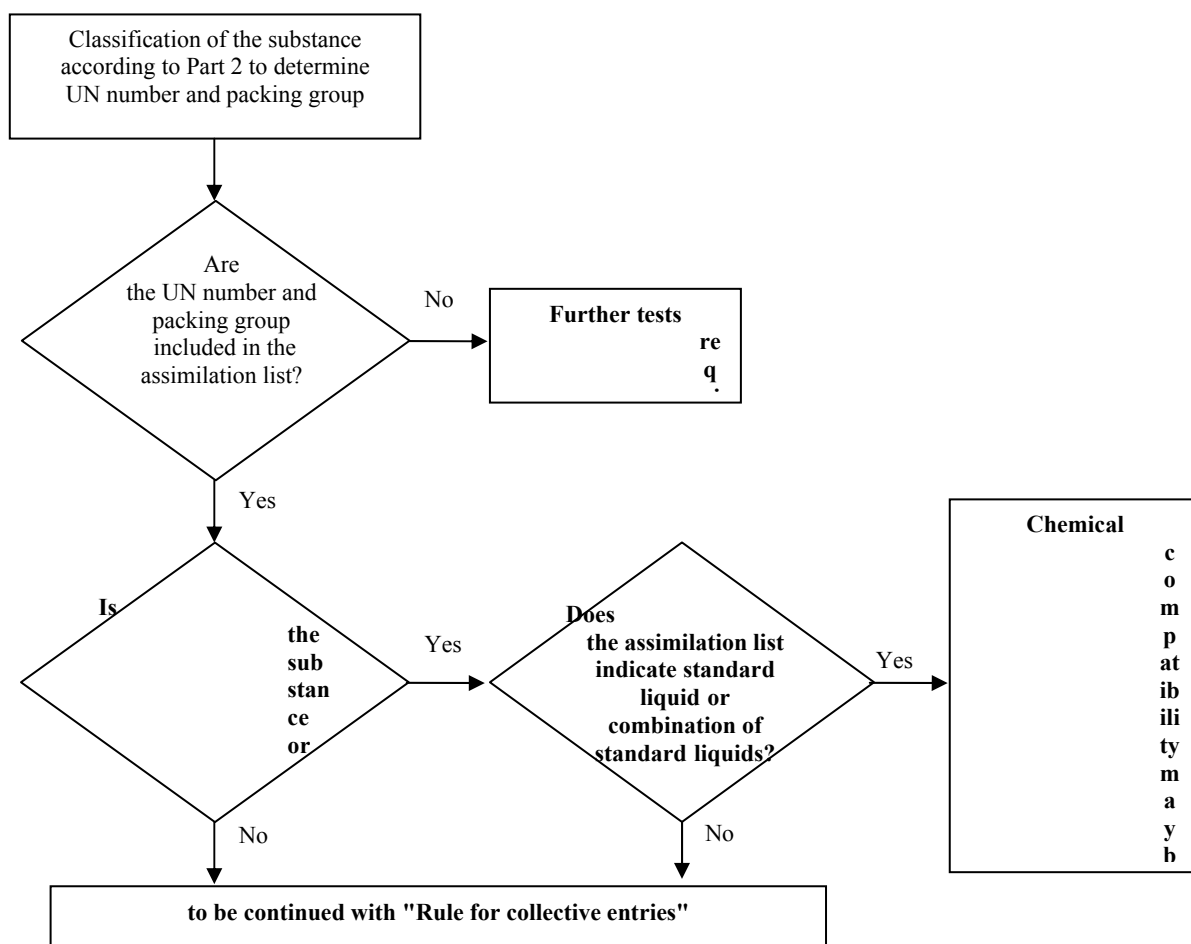 Classification of the substance
according to Part 2 to determine
UN number and packing group
Are
the UN number and
packing group
included in the
assimilation list?
No
Further tests
re
q
.
Yes
Is
the
sub
stan
ce
or
Yes
Does
the assimilation list
indicate standard
liquid or
combination of
standard liquids?
Yes
Chemical
c
o
m
p
at
ib
ili
ty
m
a
y
b
No
No
to be continued with "Rule for collective entries"